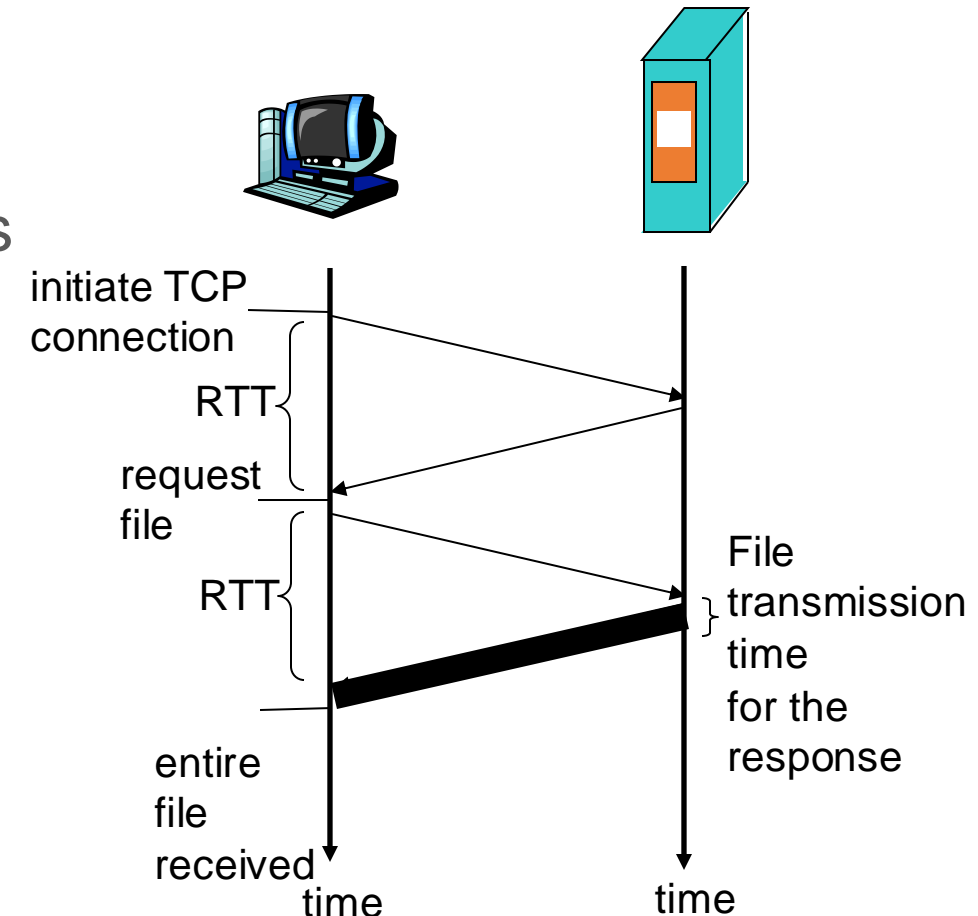 s
initiate TCP
connection
RTT
request
file
RTT
File
transmission
time
for the
response
entire
file
received
time
time